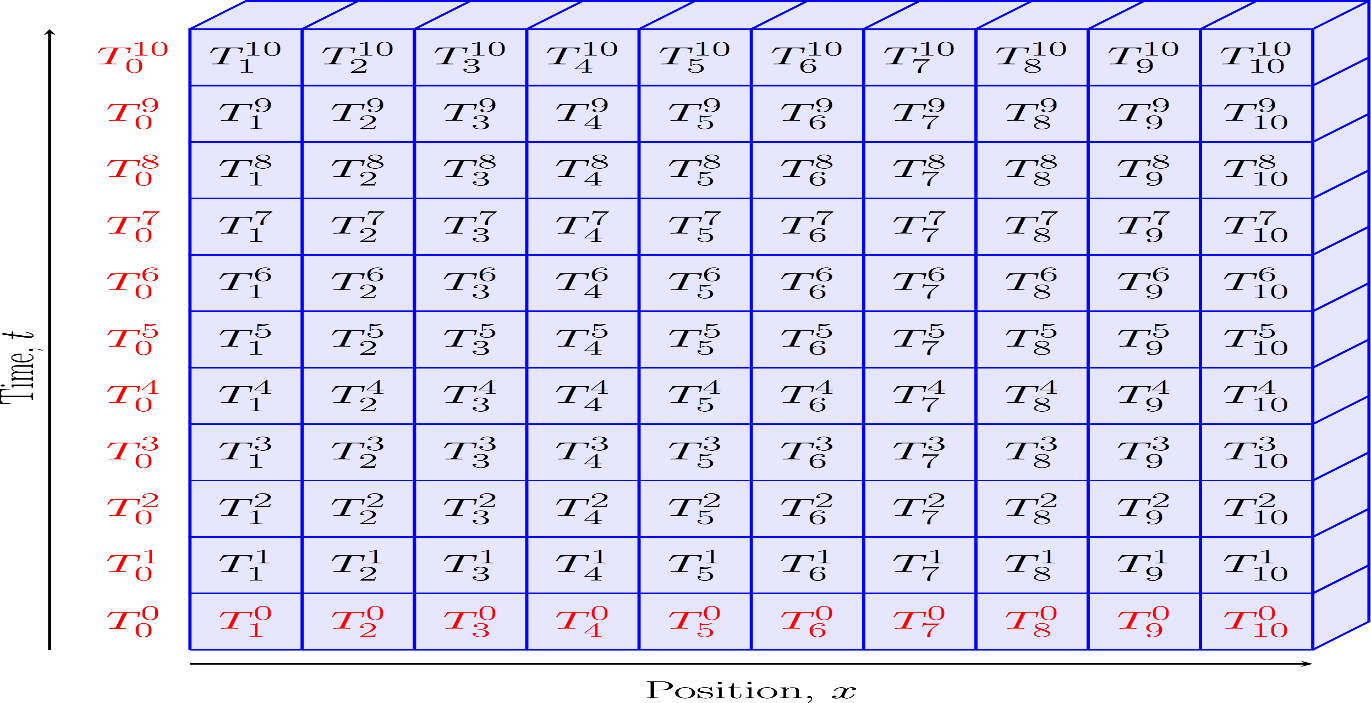 T_0^{10} T_1^{10} T_2^{10} T_3^{10} T_4^{10} T_5^{10} T_6^{10} T_7^{10} T_8^{10} T_9^{10} T_{10}^{10}
T_0^9 T_1^9 T_2^9 T_3^9 T_4^9 T_5^9 T_6^9 T_7^9 T_8^9 T_9^9 T_{10}^9
T_0^8 T_1^8 T_2^8 T_3^8 T_4^8 T_5^8 T_6^8 T_7^8 T_8^8 T_9^8 T_{10}^8
T_0^7 T_1^7 T_2^7 T_3^7 T_4^7 T_5^7 T_6^7 T_7^7 T_8^7 T_9^7 T_{10}^7
T_0^6 T_1^6 T_2^6 T_3^6 T_4^6 T_5^6 T_6^6 T_7^6 T_8^6 T_9^6 T_{10}^6
T_0^5 T_1^5 T_2^5 T_3^5 T_4^5 T_5^5 T_6^5 T_7^5 T_8^5 T_9^5 T_{10}^5
T_0^4 T_1^4 T_2^4 T_3^4 T_4^4 T_5^4 T_6^4 T_7^4 T_8^4 T_9^4 T_{10}^4
T_0^3 T_1^3 T_2^3 T_3^3 T_4^3 T_5^3 T_6^3 T_7^3 T_8^3 T_9^3 T_{10}^3
T_0^2 T_1^2 T_2^2 T_3^2 T_4^2 T_5^2 T_6^2 T_7^2 T_8^2 T_9^2 T_{10}^2
T_0^1 T_1^1 T_2^1 T_3^1 T_4^1 T_5^1 T_6^1 T_7^1 T_8^1 T_9^1 T_{10}^1
T_0^0 T_1^0 T_2^0 T_3^0 T_4^0 T_5^0 T_6^0 T_7^0 T_8^0 T_9^0 T_{10}^0
Time, t
Position, x